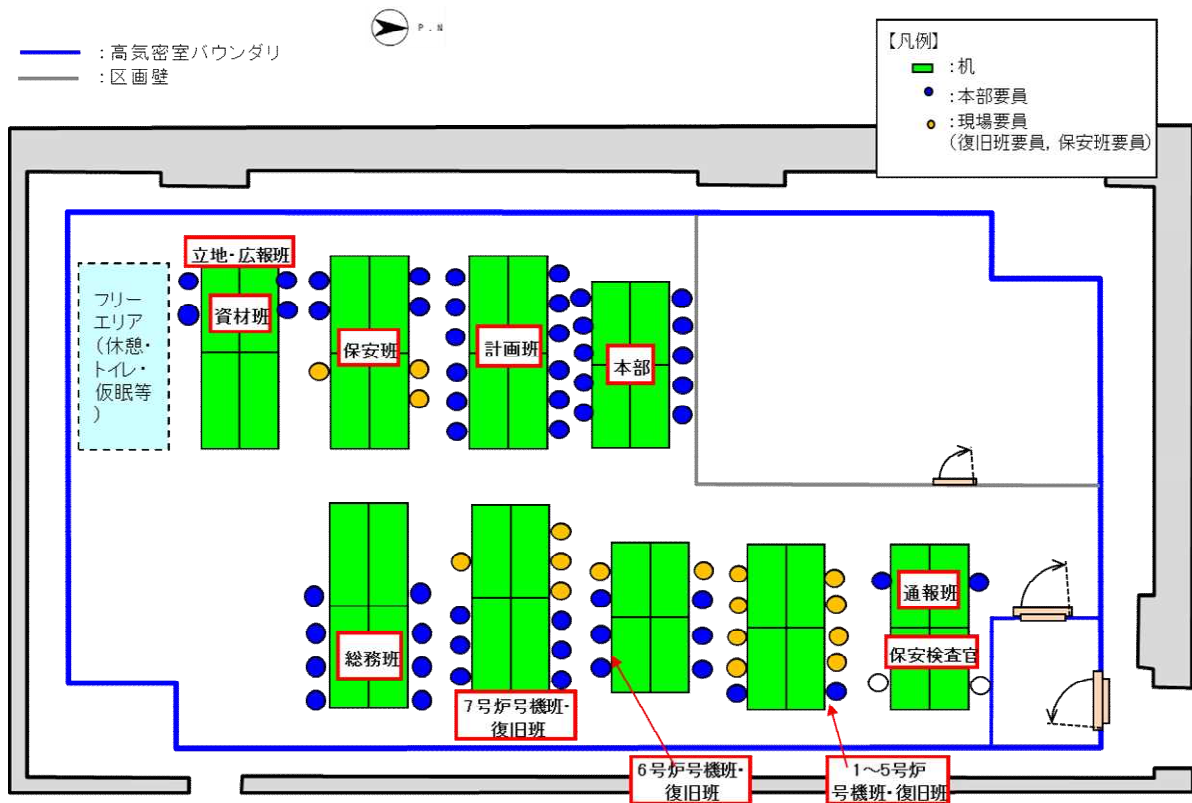 P.N
：高気密室バウンダリ
：区画壁
【凡例】
：机
：本部要員
：現場要員
（復旧班要員，保安班要員）
フリー
エリア
（休憩・
トイレ・
仮眠等
）
立地・広報班
資材班
保安班
計画班
本部
総務班
7号炉号機班・
復旧班
6号炉号機班・
復旧班
1～5号炉
号機班・復旧班
通報班
保安検査官